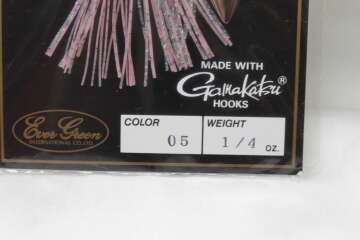 MADE WITH
Gamakatsu®
HOOKS
Ever Green
INTERNATIONAL CO., LTD.
COLOR 05 WEIGHT 1/4 OZ.